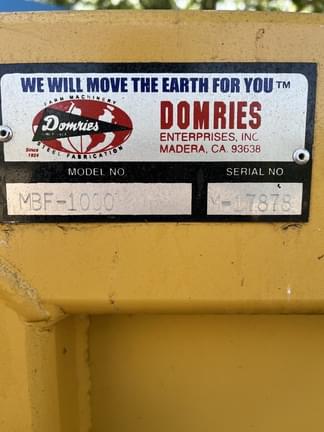 WE WILL MOVE THE EARTH FOR YOU™
FARM MACHINERY
Domries
Since
1924
STEEL FABRICATION
DOMRIES
ENTERPRISES, INC
MADERA, CA. 93638
MODEL NO.
SERIAL NO
MBF-1000
M-17878